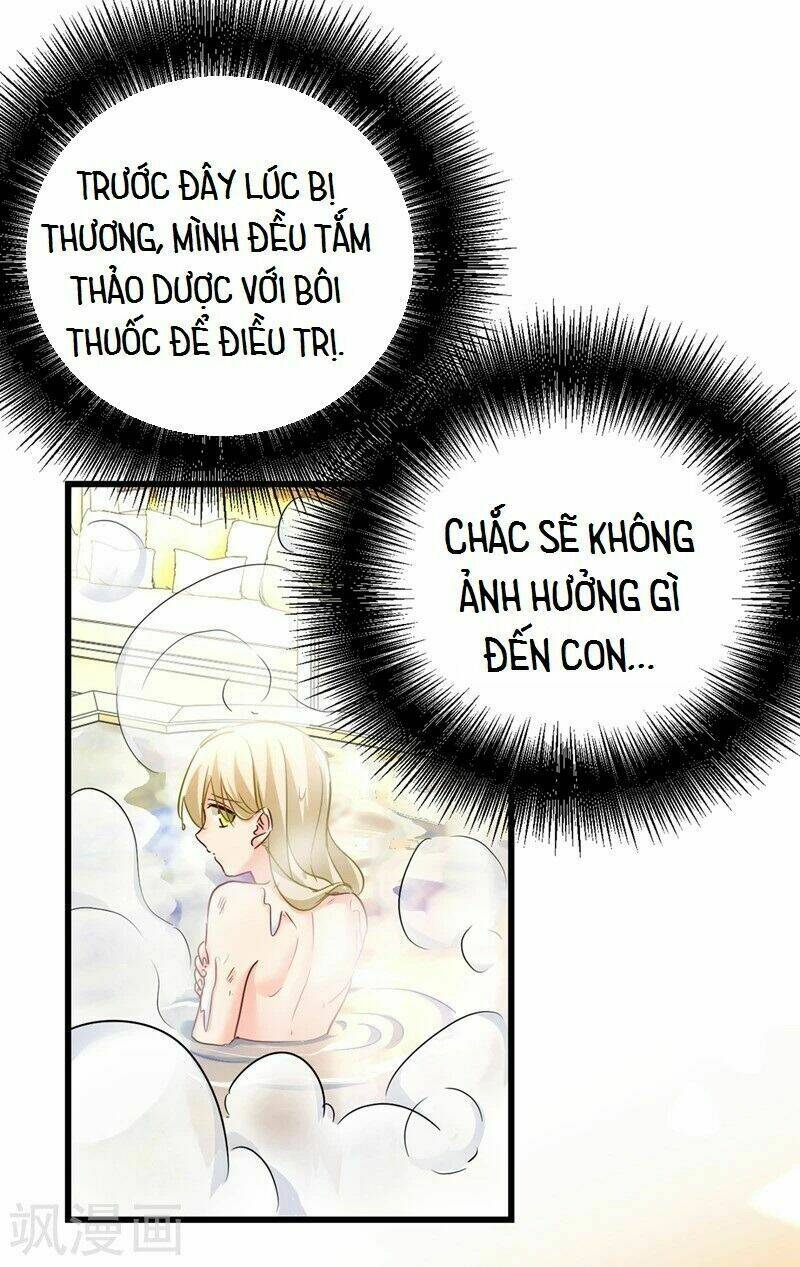 TRƯỚC ĐÂY LÚC BỊ
THƯƠNG, MÌNH ĐỀU TẮM
THẢO DƯỢC VỚI BÔI
THUỐC ĐỂ ĐIỀU TRỊ.
CHẮC SẼ KHÔNG
ẢNH HƯỞNG GÌ
ĐẾN CON...
飒漫画